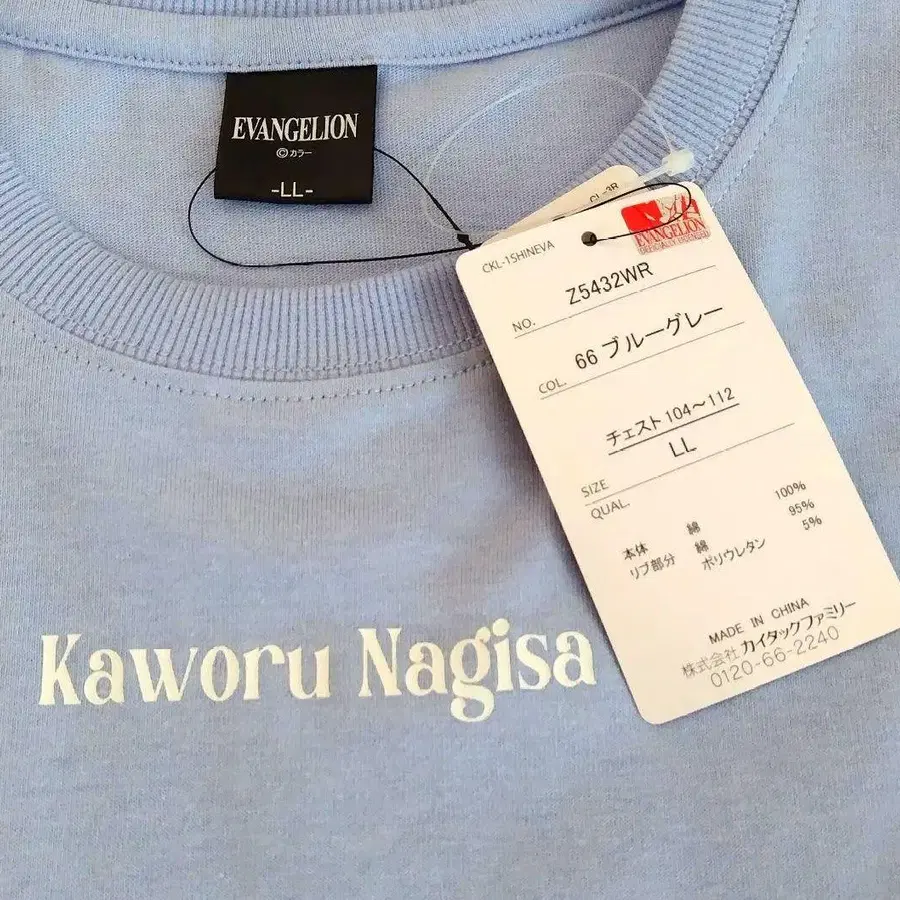 EVANGELION
©カラー
-LL-
CL-3R
EVANGELION
CKL-1SHINEVA
NO. Z5432WR
COL. 66 ブルーグレー
チェスト 104～112
SIZE LL
QUAL.
本体 綿 100%
リブ部分 綿 95%
ポリウレタン 5%
MADE IN CHINA
株式会社カイタックファミリー
0120-66-2240
Kaworu Nagisa